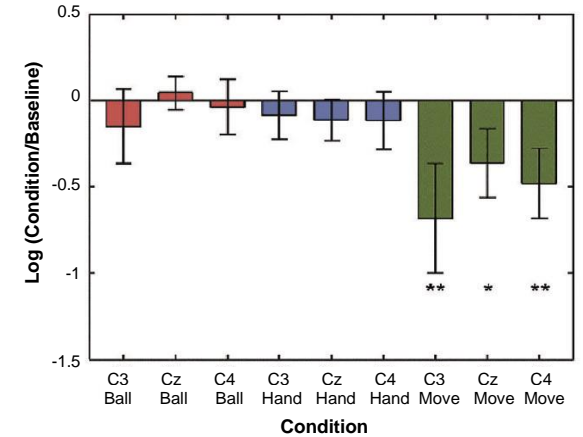 0.5
0
-0.5
-1
-1.5
Log (Condition/Baseline)
** * **
C3 Cz C4 C3 Cz C4 C3 Cz C4
Ball Ball Ball Hand Hand Hand Move Move Move
Condition